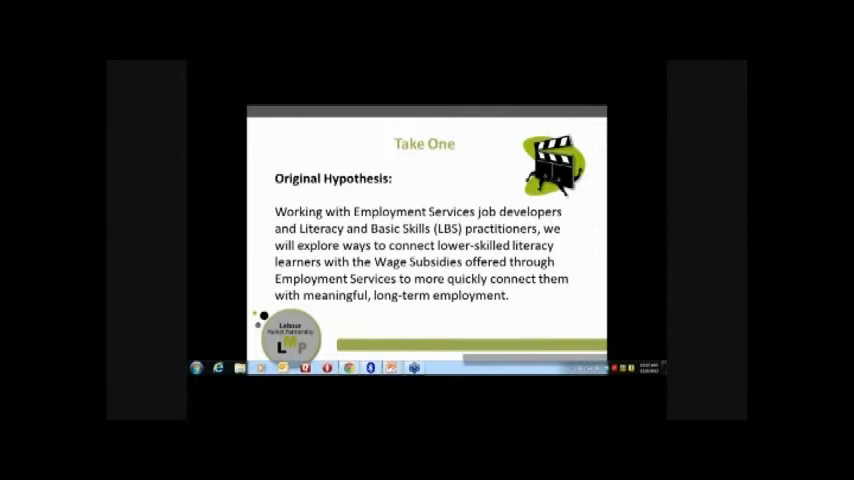 Take One
Original Hypothesis:
Working with Employment Services job developers
and Literacy and Basic Skills (LBS) practitioners, we
will explore ways to connect lower-skilled literacy
learners with the Wage Subsidies offered through
Employment Services to more quickly connect them
with meaningful, long-term employment.
Labour
Market Partnership
LMP